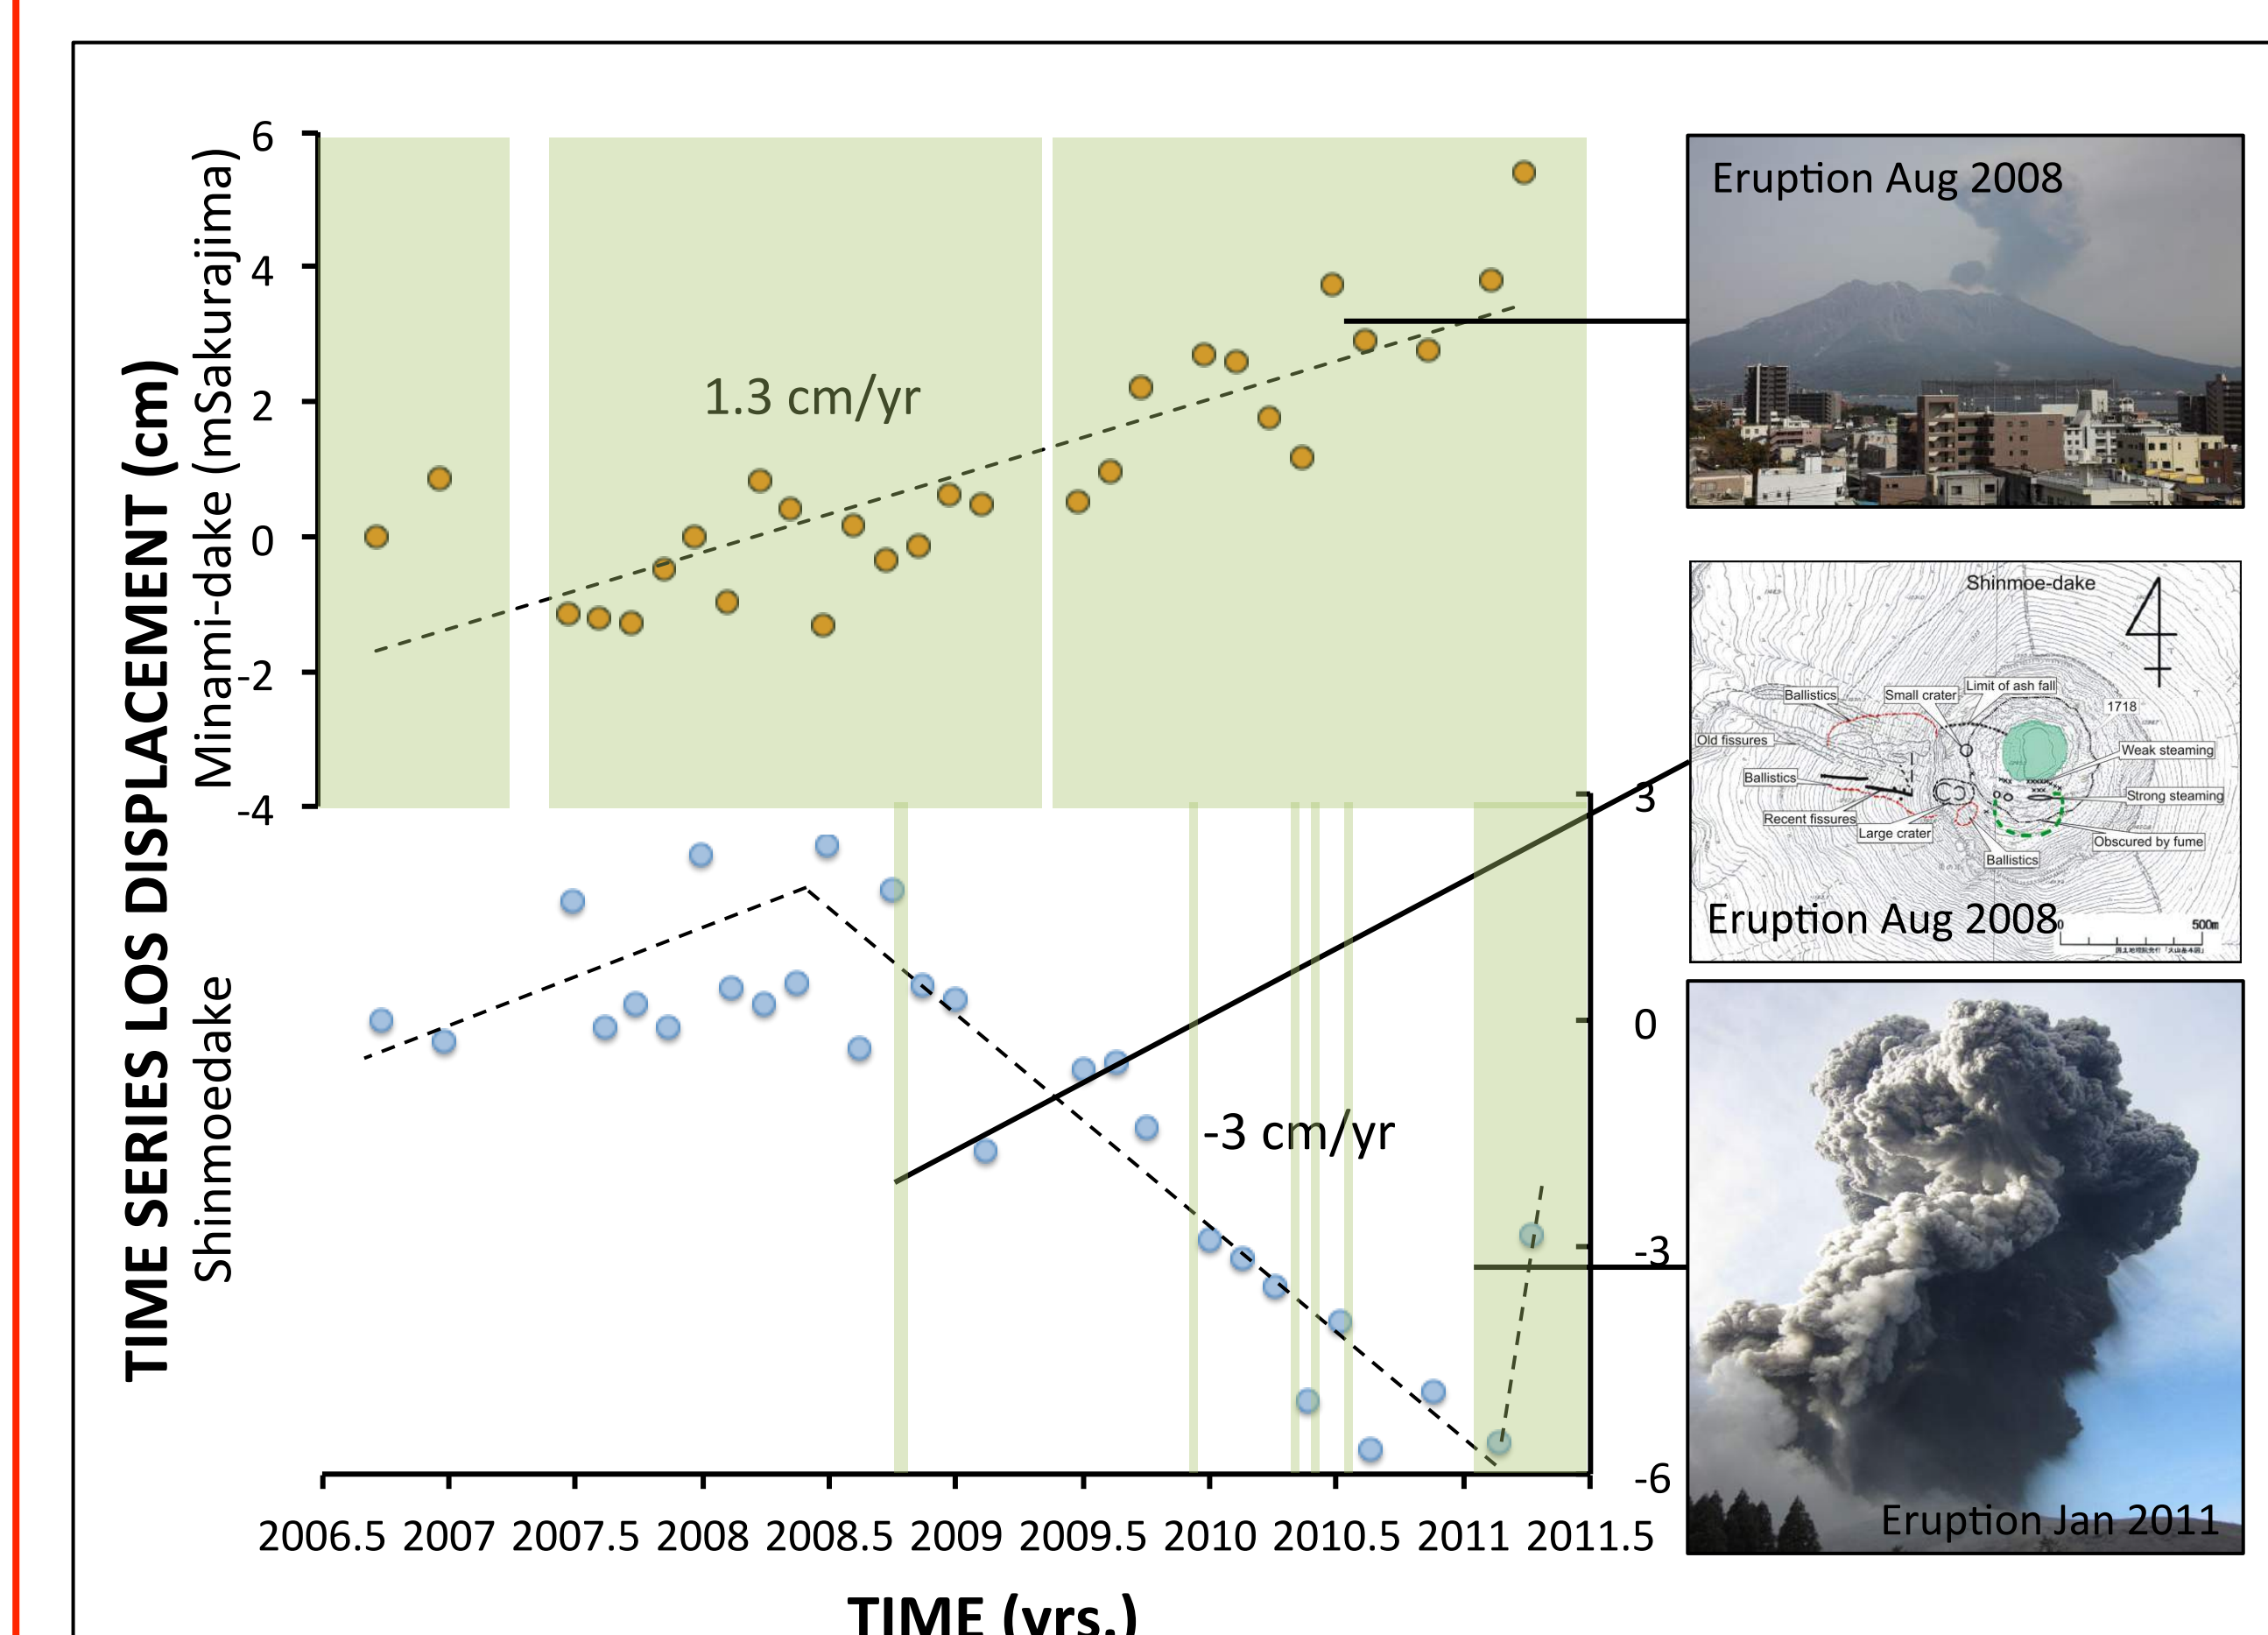 TIME SERIES LOS DISPLACEMENT (cm)
Minami-dake (mSakurajima)
Shinmoedake
6
4
2
0
-2
-4
1.3 cm/yr
3
0
-3
-6
-3 cm/yr
2006.5 2007 2007.5 2008 2008.5 2009 2009.5 2010 2010.5 2011 2011.5
TIME (yrs.)
Eruption Aug 2008
Shinmoe-dake
Ballistics
Small crater
Limit of ash fall
1718
Old fissures
Weak steaming
Ballistics
Strong steaming
Recent fissures
Large crater
Obscured by fume
Ballistics
Eruption Aug 2008
0
500m
Eruption Jan 2011